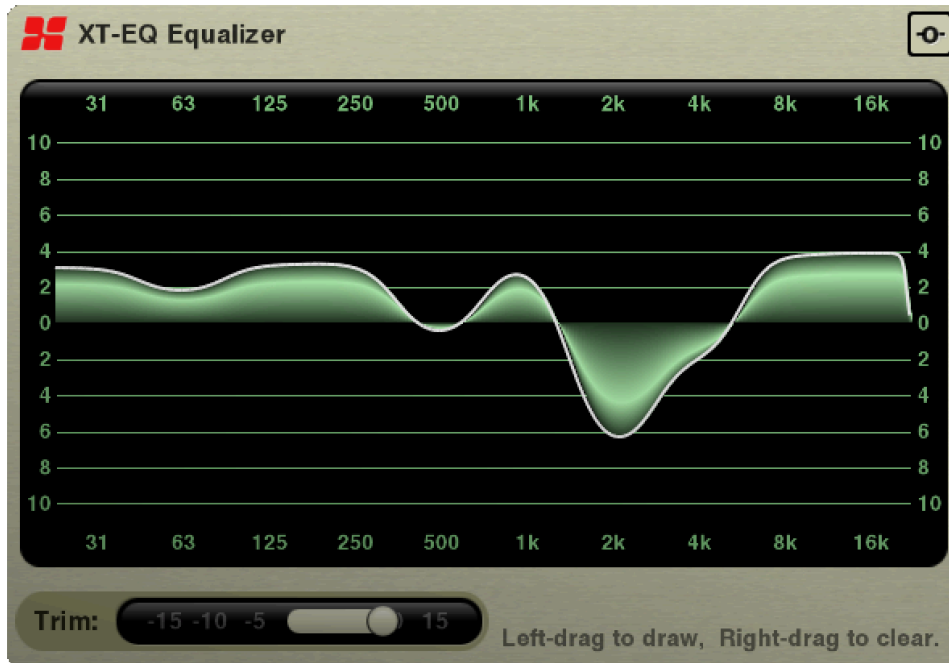 XT-EQ Equalizer
-O-
31 63 125 250 500 1k 2k 4k 8k 16k
10 10
8 8
6 6
4 4
2 2
0 0
2 2
4 4
6 6
8 8
10 10
31 63 125 250 500 1k 2k 4k 8k 16k
Trim: -15 -10 -5 15
Left-drag to draw, Right-drag to clear.